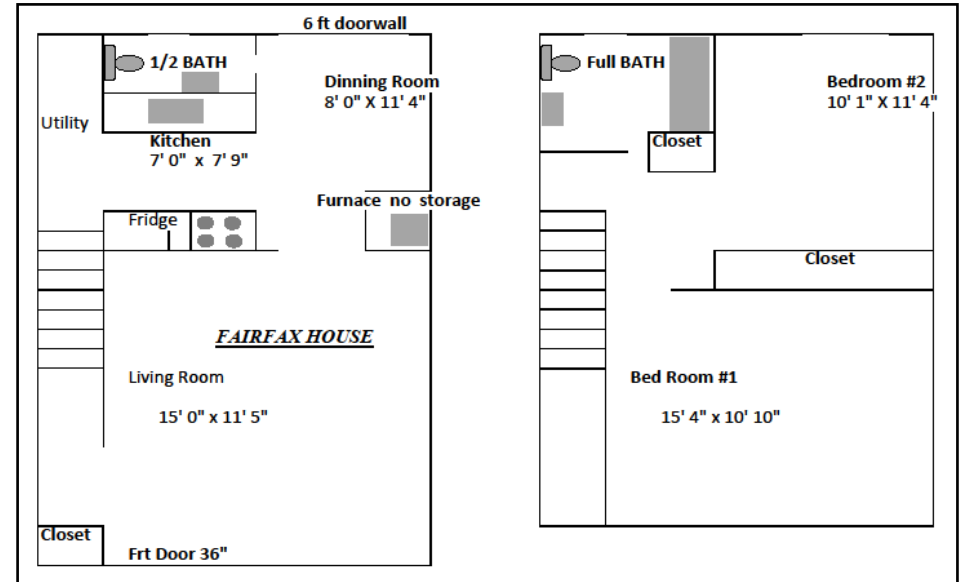 6 ft doorwall
1/2 BATH
Dinning Room
8' 0" X 11' 4"
Utility
Kitchen
7' 0" x 7' 9"
Furnace no storage
Fridge
FAIRFAX HOUSE
Living Room
15' 0" x 11' 5"
Closet
Frt Door 36"
Full BATH
Bedroom #2
10' 1" X 11' 4"
Closet
Closet
Bed Room #1
15' 4" x 10' 10"